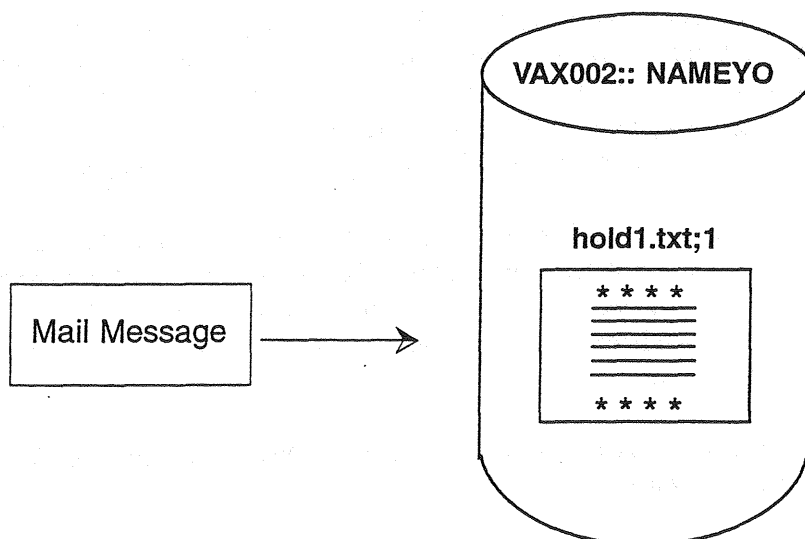 VAX002:: NAMEYO
hold1.txt;1
* * * *
Mail Message
* * * *